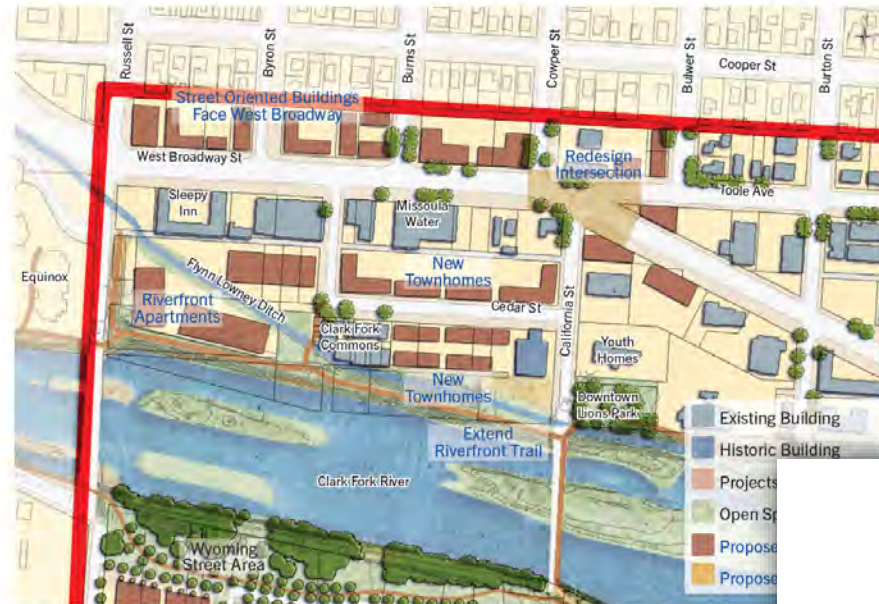 Russell St
Byron St
Burns St
Cowper St
Bulwer St
Burton St
Cooper St
Street Oriented Buildings
Face West Broadway
West Broadway St
Redesign
Intersection
Toole Ave
Sleepy
Inn
Missoula
Water
Equinox
Flynn Lowney Ditch
New
Townhomes
Riverfront
Apartments
Cedar St
California St
Clark Fork
Commons
Youth
Homes
New
Townhomes
Downtown
Lions Park
Extend
Riverfront Trail
Clark Fork River
Wyoming
Street Area
Existing Building
Historic Building
Projects
Open Sp
Propose
Propose